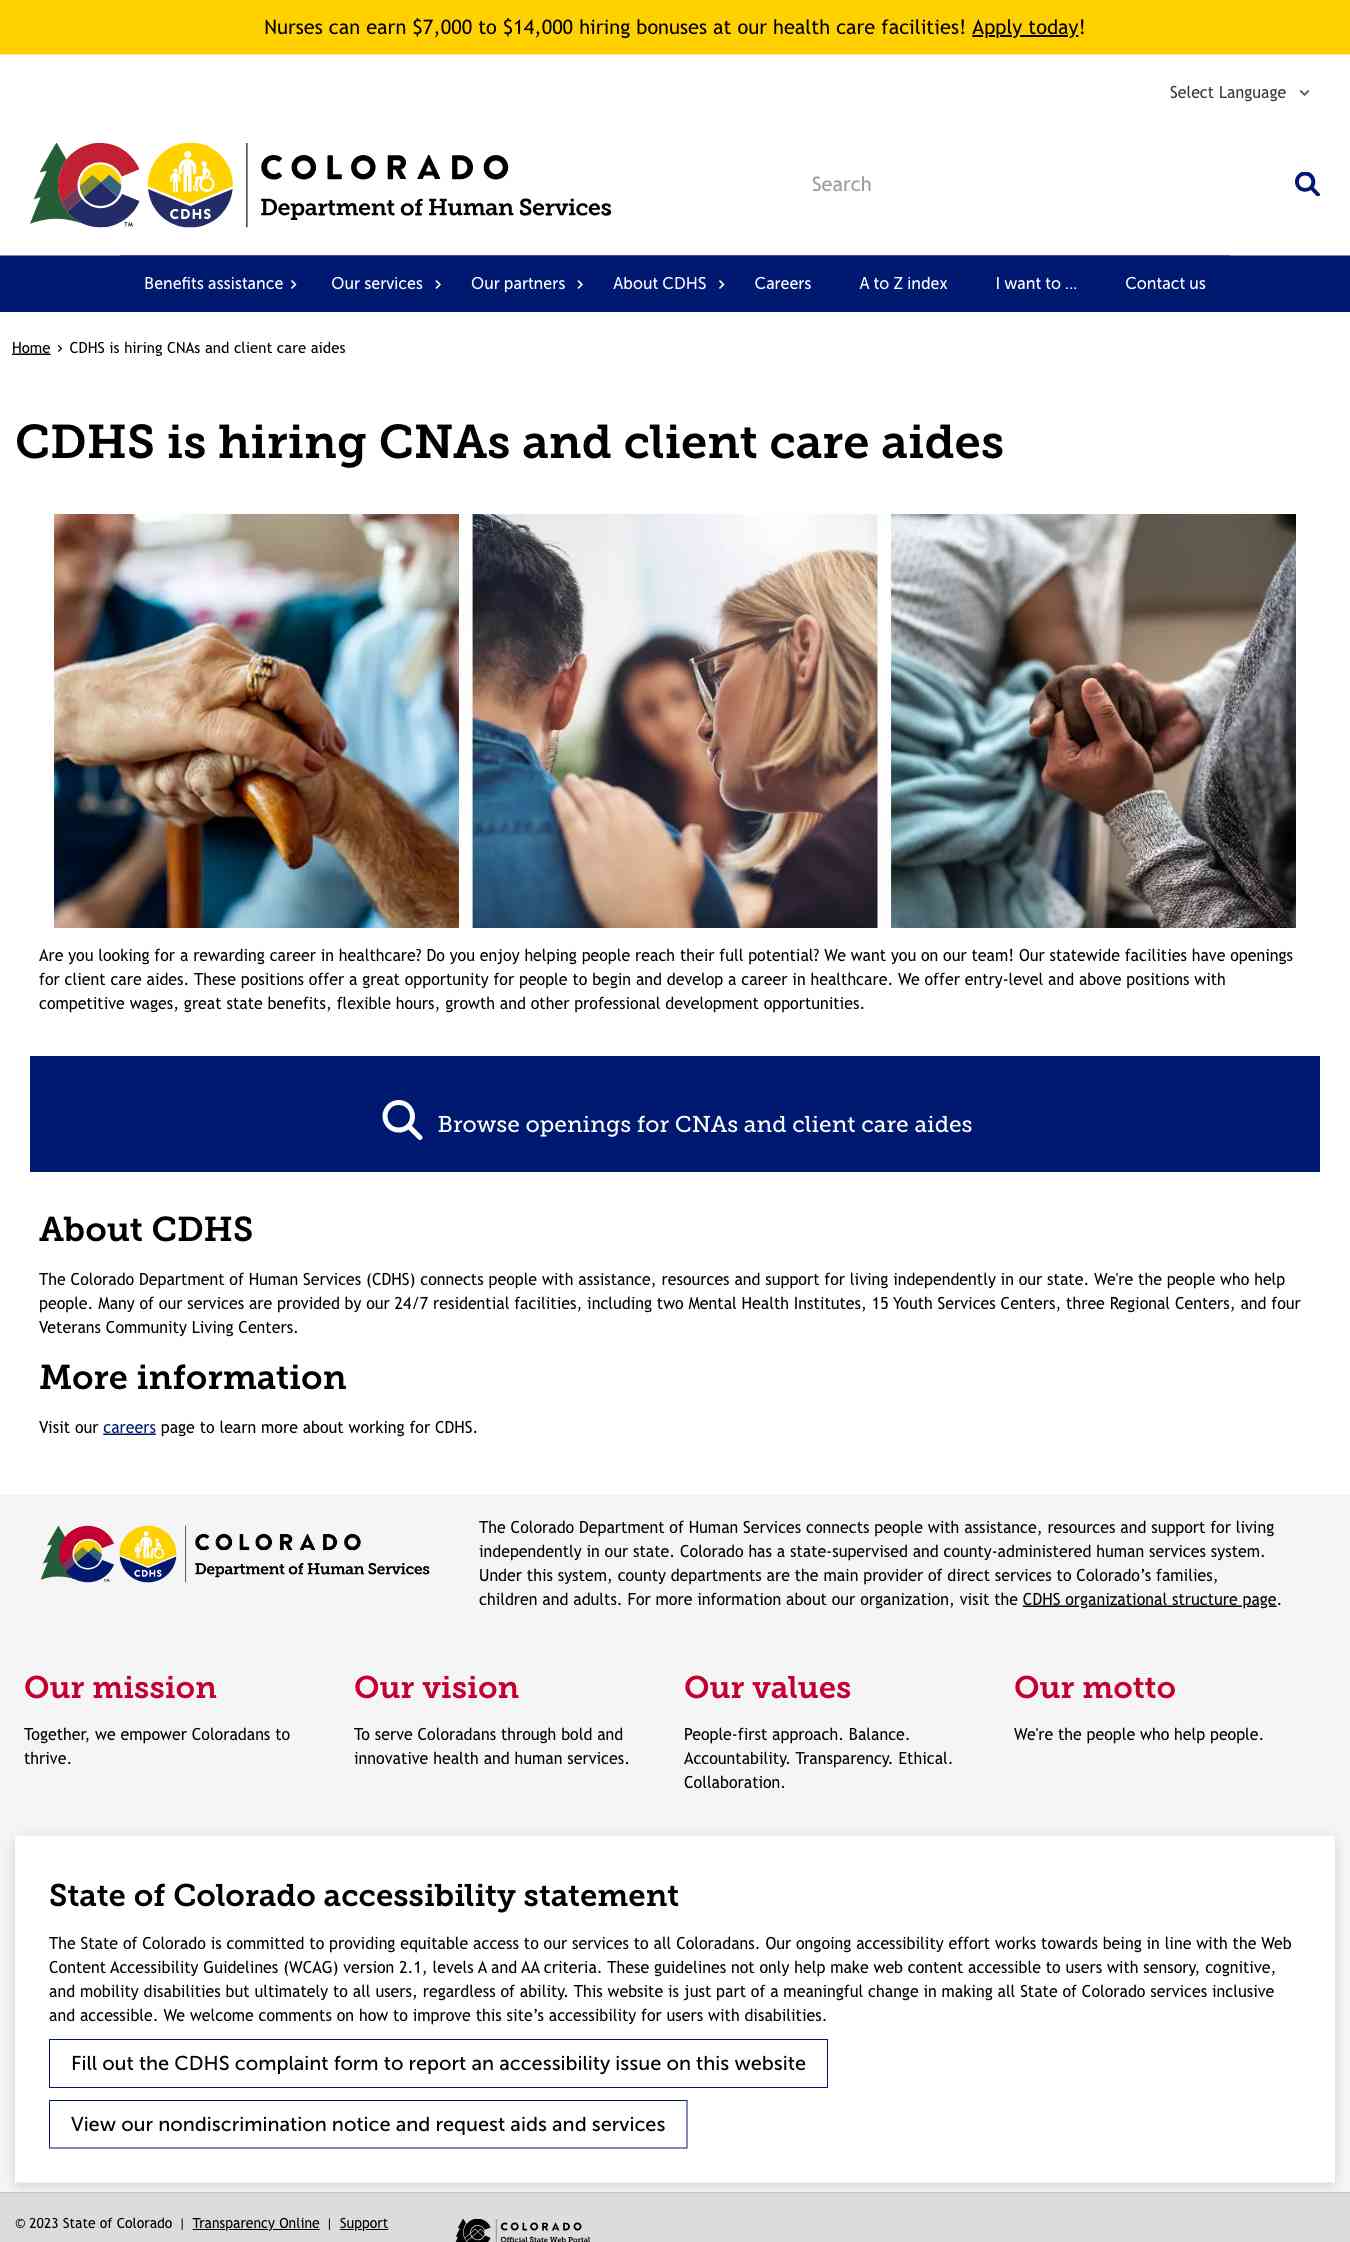 Nurses can earn $7,000 to $14,000 hiring bonuses at our health care facilities! Apply today!
Select Language
COLORADO
Department of Human Services
CDHS
TM
Search
Benefits assistance
Our services
Our partners
About CDHS
Careers
A to Z index
I want to ...
Contact us
Home › CDHS is hiring CNAs and client care aides
CDHS is hiring CNAs and client care aides
Are you looking for a rewarding career in healthcare? Do you enjoy helping people reach their full potential? We want you on our team! Our statewide facilities have openings
for client care aides. These positions offer a great opportunity for people to begin and develop a career in healthcare. We offer entry-level and above positions with
competitive wages, great state benefits, flexible hours, growth and other professional development opportunities.
Browse openings for CNAs and client care aides
About CDHS
The Colorado Department of Human Services (CDHS) connects people with assistance, resources and support for living independently in our state. We're the people who help
people. Many of our services are provided by our 24/7 residential facilities, including two Mental Health Institutes, 15 Youth Services Centers, three Regional Centers, and four
Veterans Community Living Centers.
More information
Visit our careers page to learn more about working for CDHS.
COLORADO
Department of Human Services
CDHS
TM
The Colorado Department of Human Services connects people with assistance, resources and support for living
independently in our state. Colorado has a state-supervised and county-administered human services system.
Under this system, county departments are the main provider of direct services to Colorado’s families,
children and adults. For more information about our organization, visit the CDHS organizational structure page.
Our mission
Together, we empower Coloradans to
thrive.
Our vision
To serve Coloradans through bold and
innovative health and human services.
Our values
People-first approach. Balance.
Accountability. Transparency. Ethical.
Collaboration.
Our motto
We're the people who help people.
State of Colorado accessibility statement
The State of Colorado is committed to providing equitable access to our services to all Coloradans. Our ongoing accessibility effort works towards being in line with the Web
Content Accessibility Guidelines (WCAG) version 2.1, levels A and AA criteria. These guidelines not only help make web content accessible to users with sensory, cognitive,
and mobility disabilities but ultimately to all users, regardless of ability. This website is just part of a meaningful change in making all State of Colorado services inclusive
and accessible. We welcome comments on how to improve this site’s accessibility for users with disabilities.
Fill out the CDHS complaint form to report an accessibility issue on this website
View our nondiscrimination notice and request aids and services
© 2023 State of Colorado | Transparency Online | Support
COLORADO
Official State Web Portal